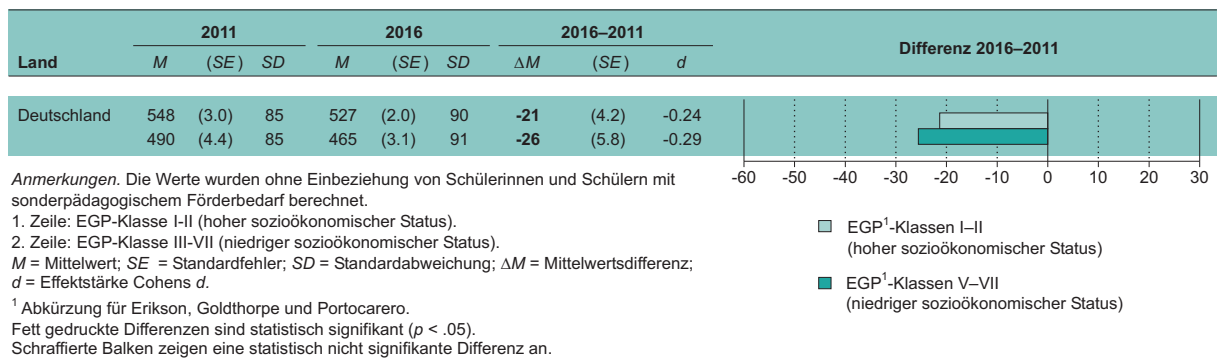 2011 2016 2016–2011 Differenz 2016–2011
Land M (SE) SD M (SE) SD ΔM (SE) d
Deutschland 548 (3.0) 85 527 (2.0) 90 -21 (4.2) -0.24
490 (4.4) 85 465 (3.1) 91 -26 (5.8) -0.29
-60 -50 -40 -30 -20 -10 0 10 20 30
Anmerkungen. Die Werte wurden ohne Einbeziehung von Schülerinnen und Schülern mit
sonderpädagogischem Förderbedarf berechnet.
1. Zeile: EGP-Klasse I-II (hoher sozioökonomischer Status).
2. Zeile: EGP-Klasse III-VII (niedriger sozioökonomischer Status).
M = Mittelwert; SE = Standardfehler; SD = Standardabweichung; ΔM = Mittelwertsdifferenz;
d = Effektstärke Cohens d.
1 Abkürzung für Erikson, Goldthorpe und Portocarero.
Fett gedruckte Differenzen sind statistisch signifikant (p < .05).
Schraffierte Balken zeigen eine statistisch nicht signifikante Differenz an.
EGP1-Klassen I–II
(hoher sozioökonomischer Status)
EGP1-Klassen V–VII
(niedriger sozioökonomischer Status)